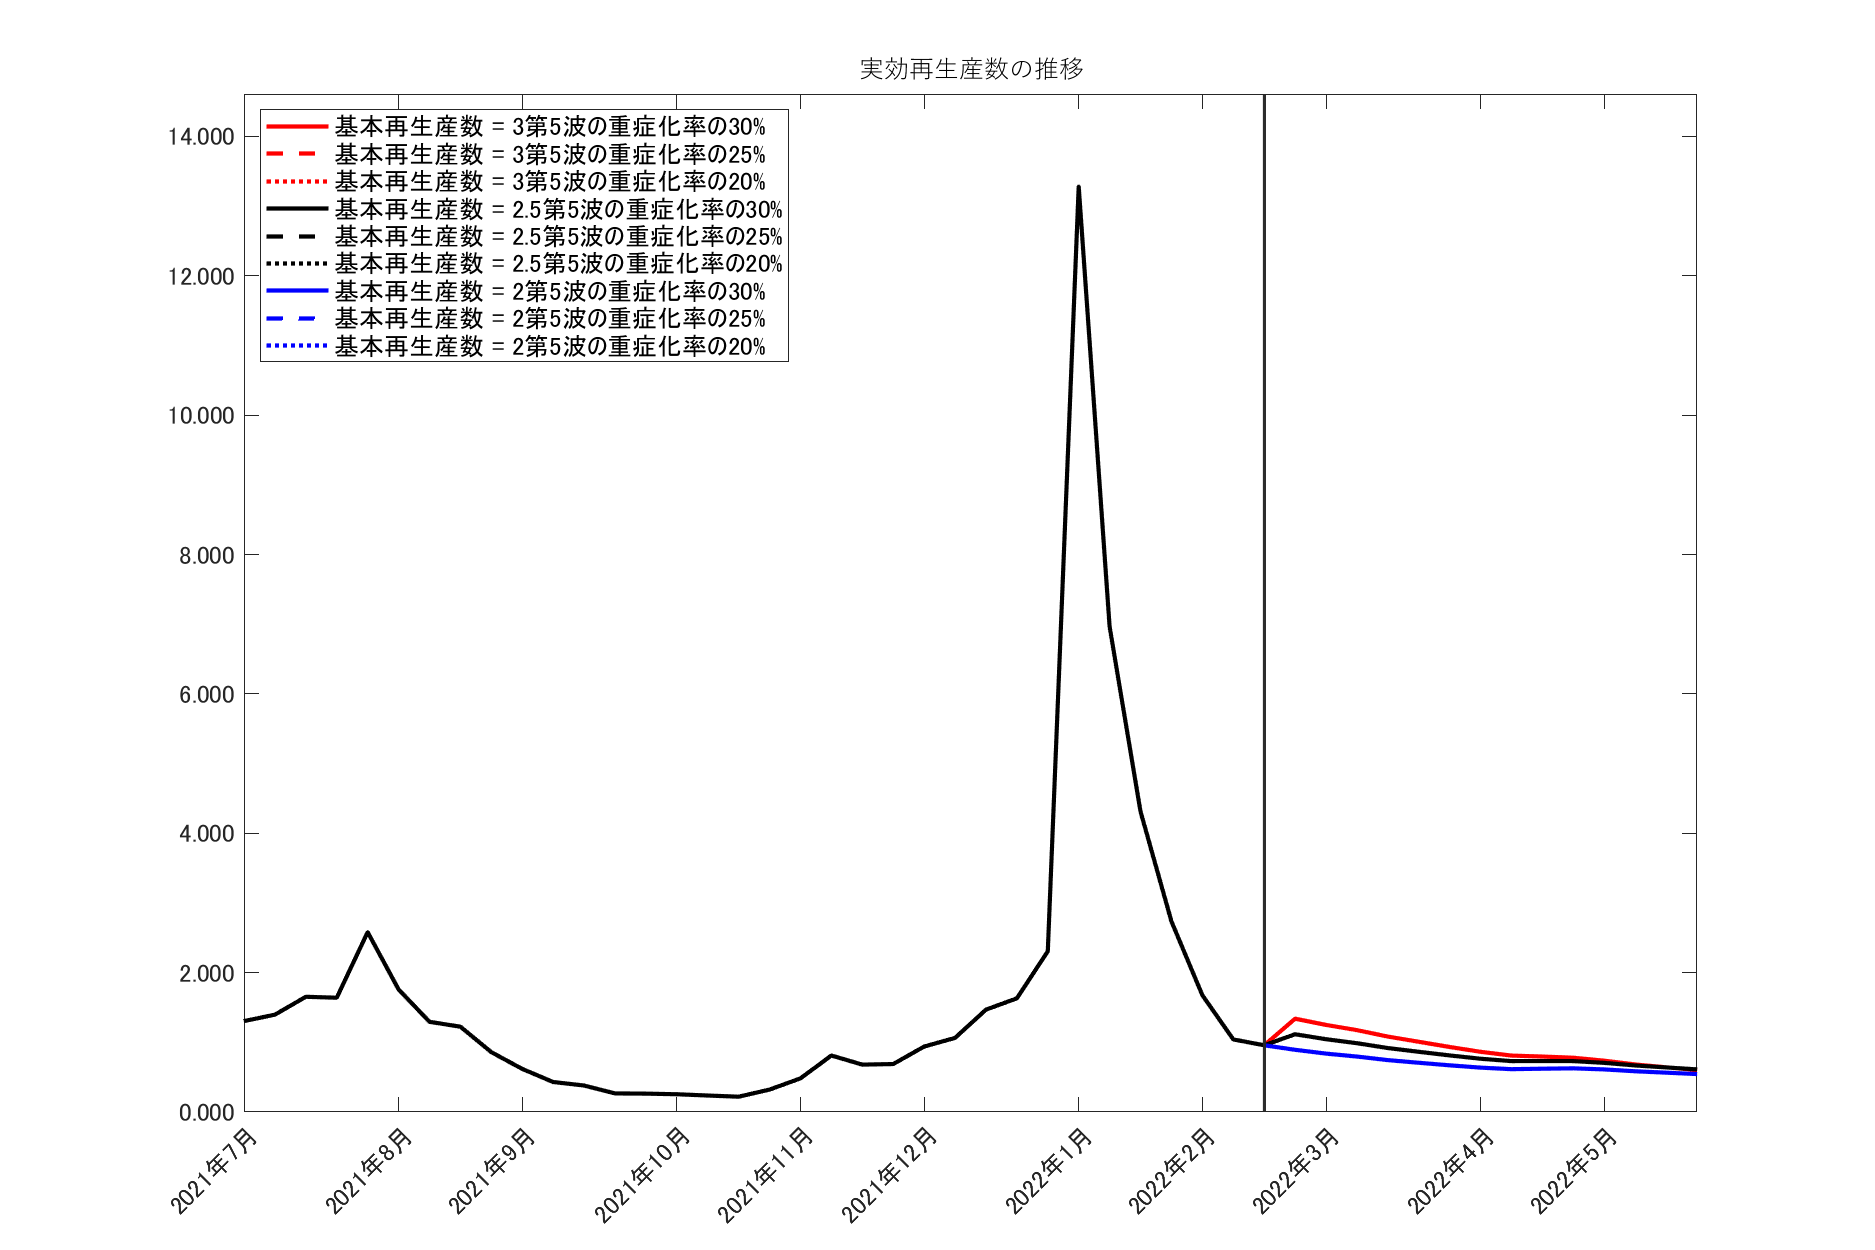 実効再生産数の推移
基本再生産数 = 3第5波の重症化率の30%
基本再生産数 = 3第5波の重症化率の25%
基本再生産数 = 3第5波の重症化率の20%
基本再生産数 = 2.5第5波の重症化率の30%
基本再生産数 = 2.5第5波の重症化率の25%
基本再生産数 = 2.5第5波の重症化率の20%
基本再生産数 = 2第5波の重症化率の30%
基本再生産数 = 2第5波の重症化率の25%
基本再生産数 = 2第5波の重症化率の20%
14.000
12.000
10.000
8.000
6.000
4.000
2.000
0.000
2021年7月
2021年8月
2021年9月
2021年10月
2021年11月
2021年12月
2022年1月
2022年2月
2022年3月
2022年4月
2022年5月